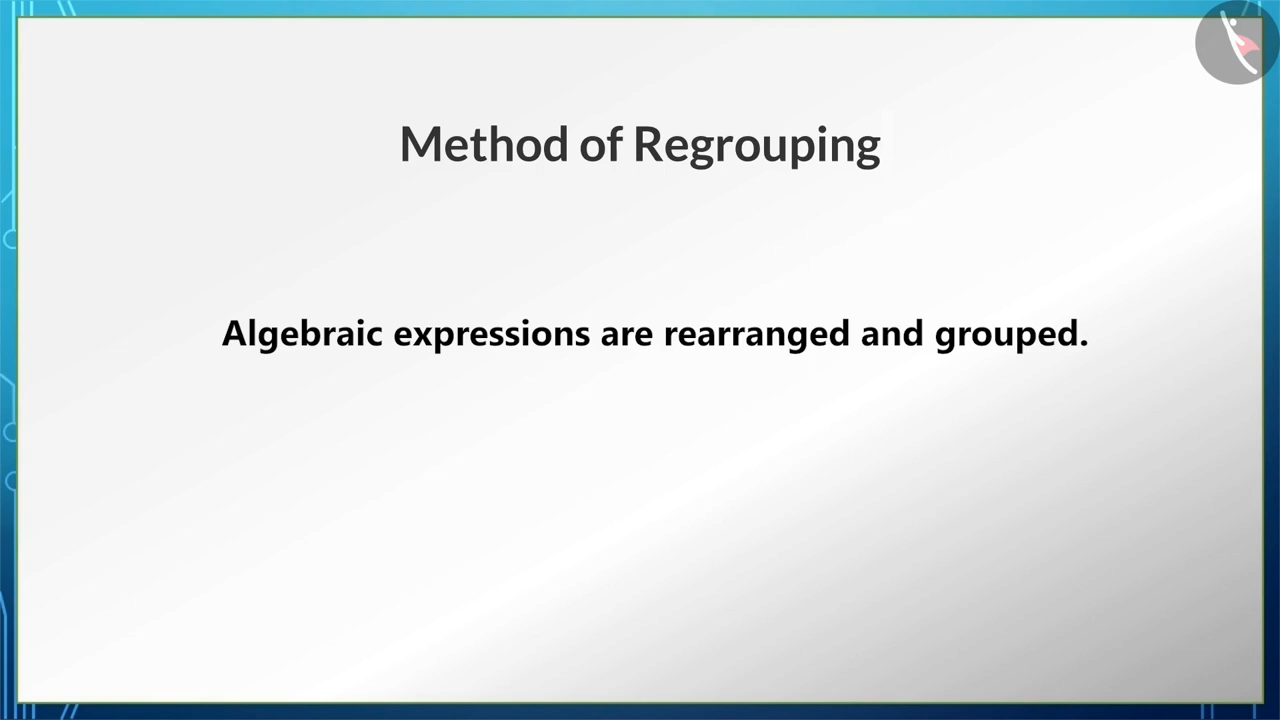 Method of Regrouping
Algebraic expressions are rearranged and grouped.